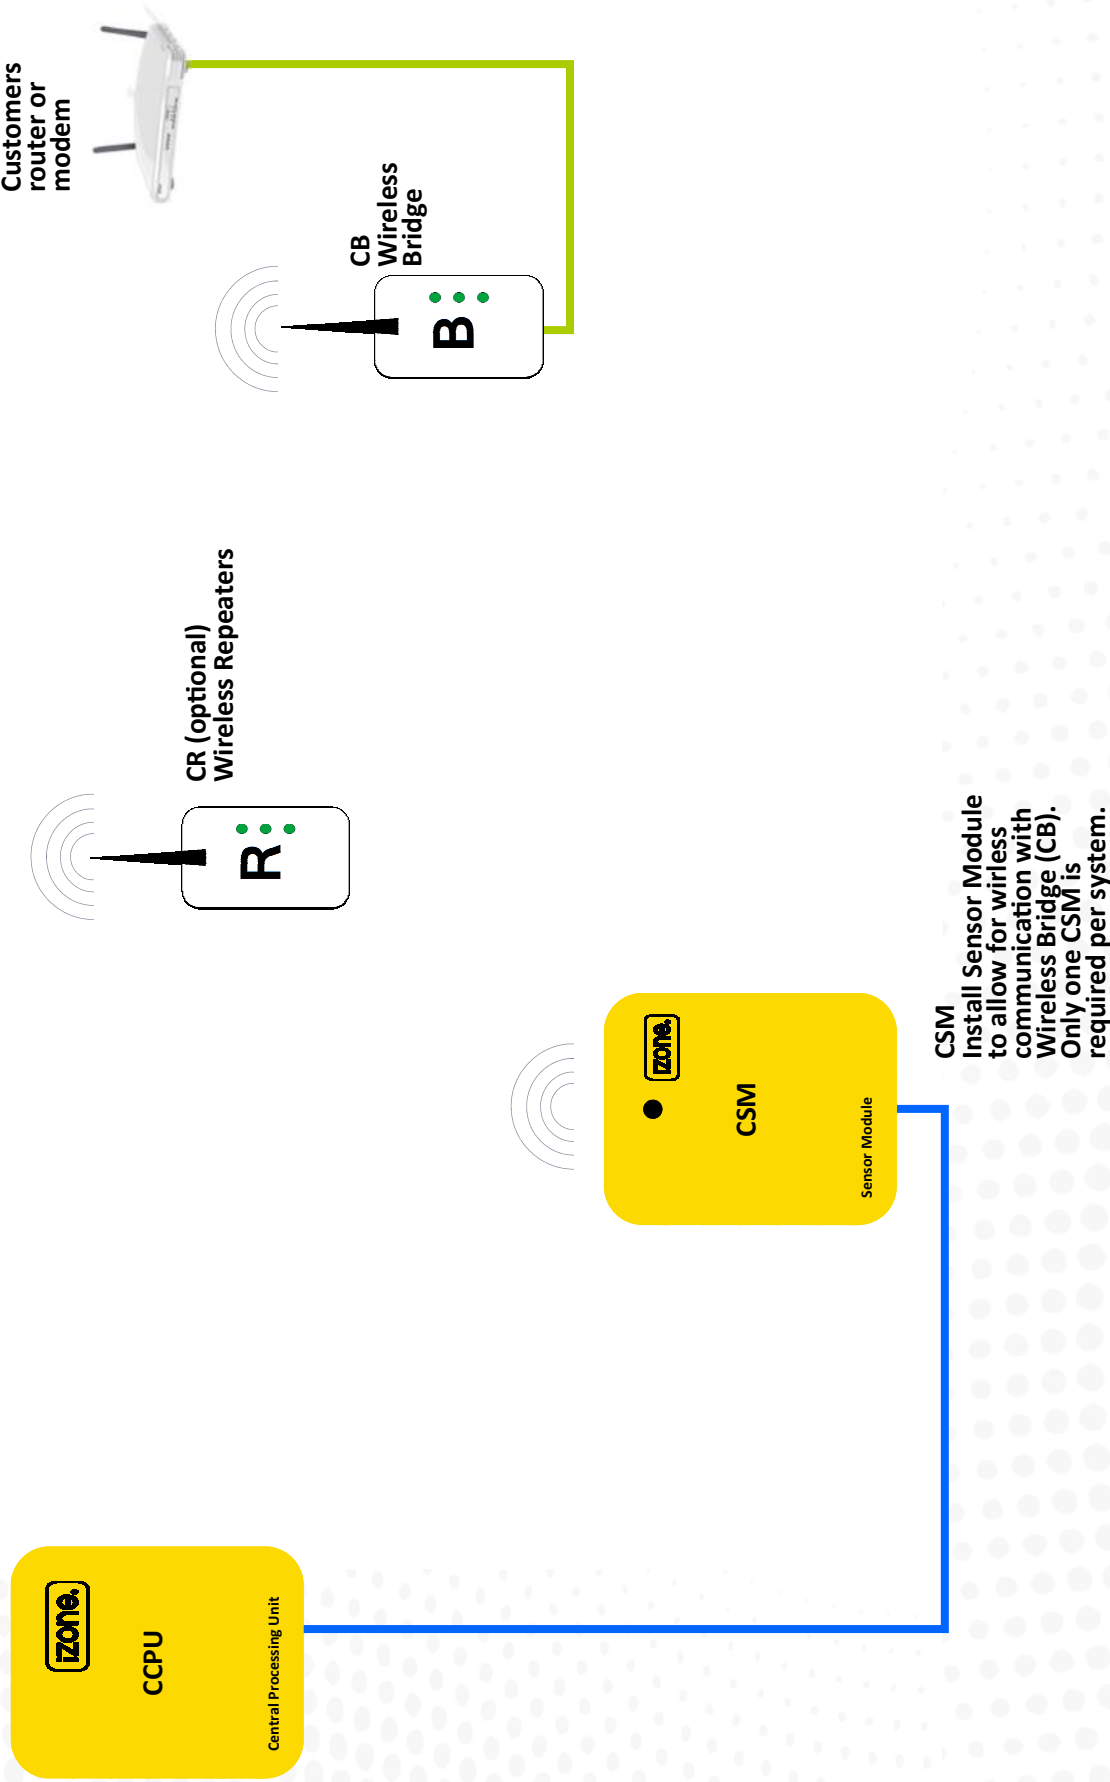 izone.
CCPU
Central Processing Unit
izone.
CSM
Sensor Module
CSM
Install Sensor Module
to allow for wirless
communication with
Wireless Bridge (CB).
Only one CSM is
required per system.
R
CR (optional)
Wireless Repeaters
B
CB
Wireless
Bridge
Customers
router or
modem